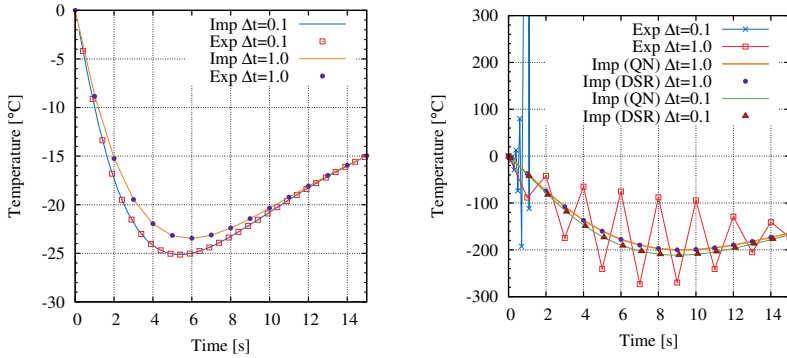 0
-5
-10
-15
-20
-25
-30
Temperature [°C]
0 2 4 6 8 10 12 14
Time [s]
Imp Δt=0.1
Exp Δt=0.1
Imp Δt=1.0
Exp Δt=1.0
300
200
100
0
-100
-200
-300
Temperature [°C]
0 2 4 6 8 10 12 14
Time [s]
Exp Δt=0.1
Exp Δt=1.0
Imp (QN) Δt=1.0
Imp (DSR) Δt=1.0
Imp (QN) Δt=0.1
Imp (DSR) Δt=0.1